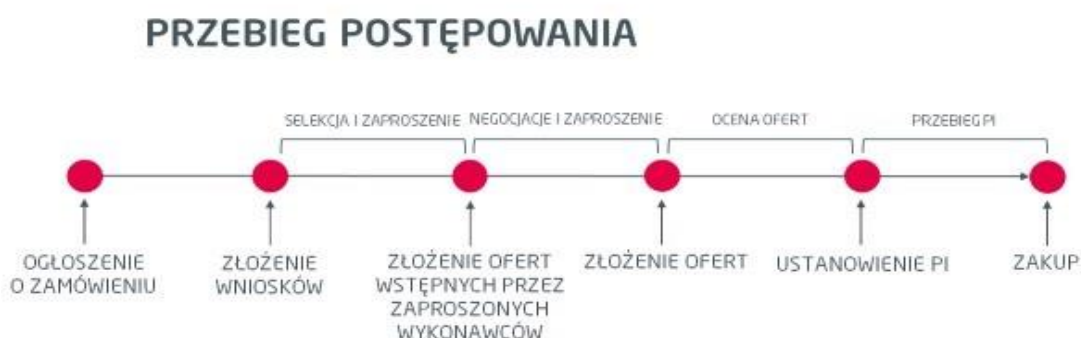 PRZEBIEG POSTĘPOWANIA
SELEKCJA I ZAPROSZENIE
NEGOCJACJE I ZAPROSZENIE
OCENA OFERT
PRZEBIEG PI
OGŁOSZENIE
O ZAMÓWIENIU
ZŁOŻENIE
WNIOSKÓW
ZŁOŻENIE OFERT
WSTĘPNYCH PRZEZ
ZAPROSZONYCH
WYKONAWCÓW
ZŁOŻENIE OFERT
USTANOWIENIE PI
ZAKUP